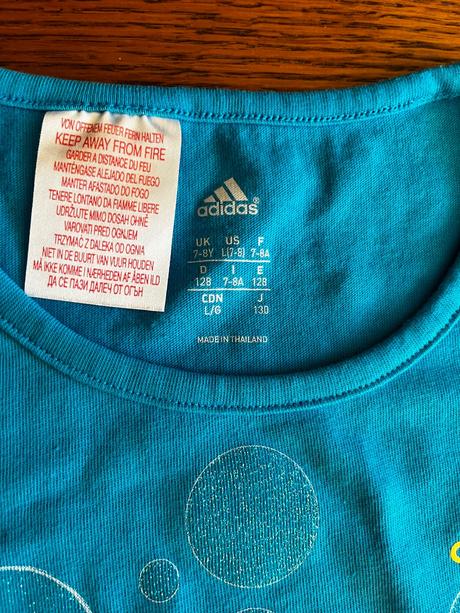 VON OFFENEM FEUER FERN HALTEN
KEEP AWAY FROM FIRE
GARDER A DISTANCE DU FEU
MANTÉNGASE ALEJADO DEL FUEGO
MANTER AFASTADO DO FOGO
TENERE LONTANO DA FIAMME LIBERE
UDRŽUJTE MIMO DOSAH OHNĚ
VAROVATI PRED OGNJEM
TRZYMAĆ Z DALEKA OD OGNIA
NIET IN DE BUURT VAN VUUR HOUDEN
MÅ IKKE KOMME I NÆRHEDEN AF ÅBEN ILD
ДА СЕ ПАЗИ ДАЛЕЧ ОТ ОГЪН
adidas
UK US F
7-8Y L(7-8) 7-8A
D I E
128 7-8A 128
CDN J
L/G 130
MADE IN THAILAND